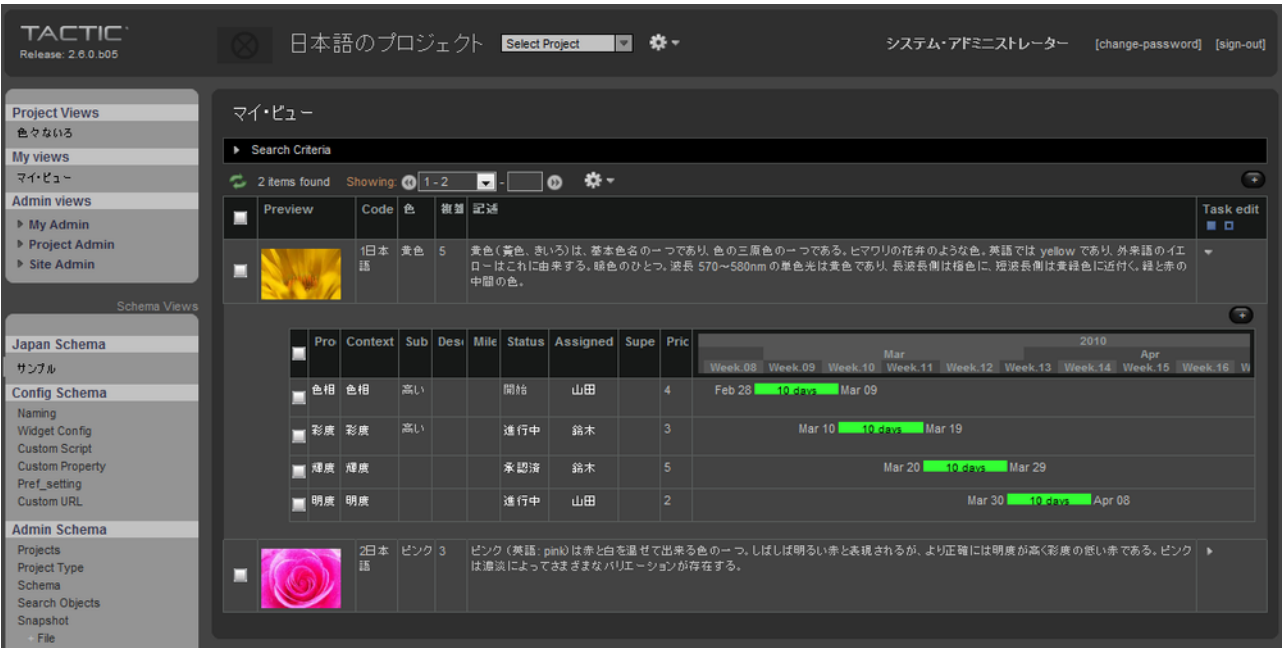 TACTIC
Release: 2.6.0.b05
日本語のプロジェクト
Select Project
システム・アドミニストレーター
[change-password] [sign-out]
Project Views
色々ないろ
My views
マイ・ビュー
Admin views
My Admin
Project Admin
Site Admin
Schema Views
Japan Schema
サンプル
Config Schema
Naming
Widget Config
Custom Script
Custom Property
Pref_setting
Custom URL
Admin Schema
Projects
Project Type
Schema
Search Objects
Snapshot
File
マイ・ビュー
Search Criteria
2 items found Showing: 1 - 2 -
Preview Code 色 複雑 記述 Task edit
1日本語 黄色 5
黄色（黄色、きいろ）は、基本色名の一つであり、色の三原色の一つである。ヒマワリの花弁のような色。英語では yellow であり、外来語のイエ
ローはこれに由来する。暖色のひとつ。波長 570～580nm の単色光は黄色であり、長波長側は橙色に、短波長側は黄緑色に近付く。緑と赤の
中間の色。
Pro Context Sub Des Mile Status Assigned Supe Pric
2010
Mar Apr
Week.08 Week.09 Week.10 Week.11 Week.12 Week.13 Week.14 Week.15 Week.16 W
色相 色相 高い 開始 山田 4 Feb 28 10 days Mar 09
彩度 彩度 高い 進行中 鈴木 3 Mar 10 10 days Mar 19
輝度 輝度 承認済 鈴木 5 Mar 20 10 days Mar 29
明度 明度 進行中 山田 2 Mar 30 10 days Apr 08
2日本語 ピンク 3
ピンク（英語: pink）は赤と白を混ぜて出来る色の一つ。しばしば明るい赤と表現されるが、より正確には明度が高く彩度の低い赤である。ピンク
は濃淡によってさまざまなバリエーションが存在する。